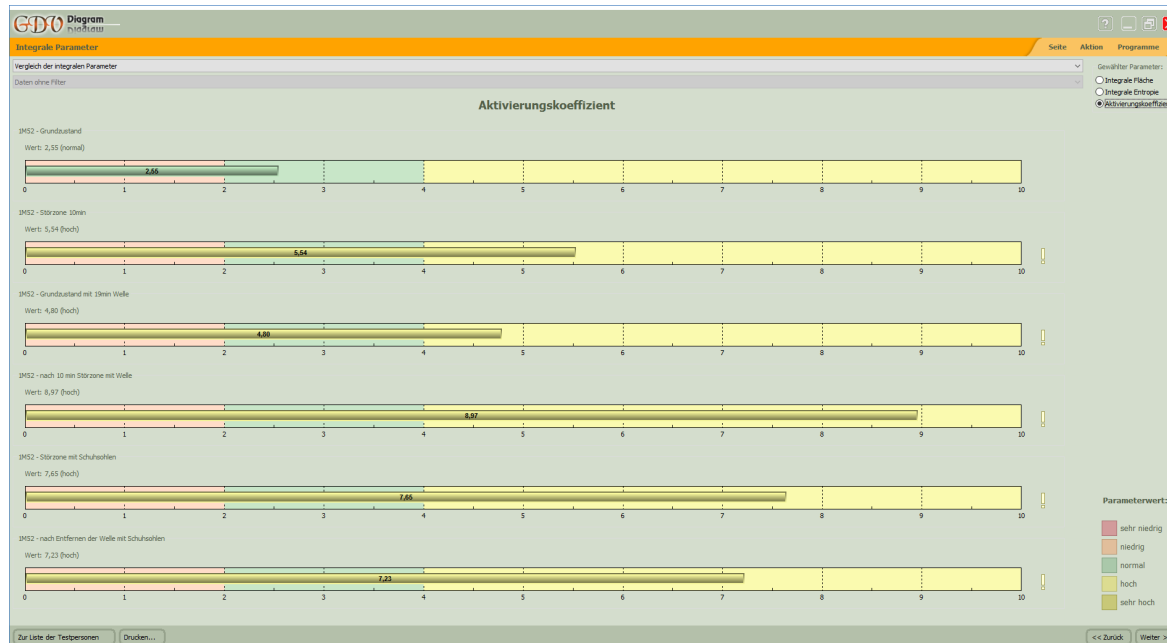 GDV Diagram
Integrale Parameter
Seite Aktion Programme
Vergleich der integralen Parameter
Daten ohne Filter
Gewählter Parameter:
Integrale Fläche
Integrale Entropie
Aktivierungskoeffizien
Aktivierungskoeffizient
1M52 - Grundzustand
Wert: 2,55 (normal)
2,55
0 1 2 3 4 5 6 7 8 9 10
1M52 - Störzone 10min
Wert: 5,54 (hoch)
5,54
0 1 2 3 4 5 6 7 8 9 10
1M52 - Grundzustand mit 19min Welle
Wert: 4,80 (hoch)
4,80
0 1 2 3 4 5 6 7 8 9 10
1M52 - nach 10 min Störzone mit Welle
Wert: 8,97 (hoch)
8,97
0 1 2 3 4 5 6 7 8 9 10
1M52 - Störzone mit Schuhsohlen
Wert: 7,65 (hoch)
7,65
0 1 2 3 4 5 6 7 8 9 10
1M52 - nach Entfernen der Welle mit Schuhsohlen
Wert: 7,23 (hoch)
7,23
0 1 2 3 4 5 6 7 8 9 10
Parameterwert:
sehr niedrig
niedrig
normal
hoch
sehr hoch
Zur Liste der Testpersonen Drucken...
<< Zurück Weiter >